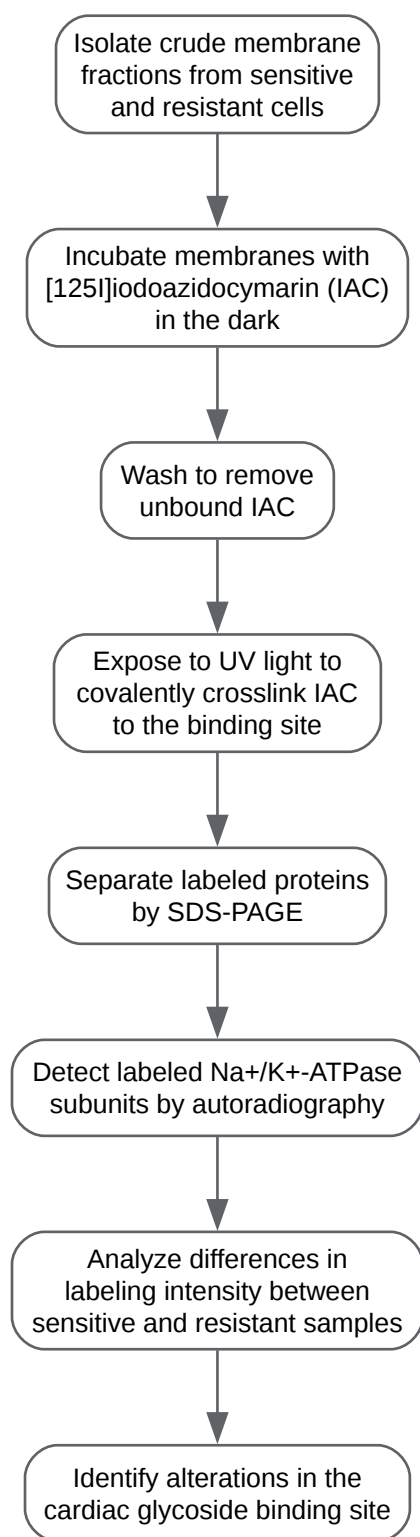 Isolate crude membrane
fractions from sensitive
and resistant cells
Incubate membranes with
[125I]iodoazidocymarin (IAC)
in the dark
Wash to remove
unbound IAC
Expose to UV light to
covalently crosslink IAC
to the binding site
Separate labeled proteins
by SDS-PAGE
Detect labeled Na+/K+-ATPase
subunits by autoradiography
Analyze differences in
labeling intensity between
sensitive and resistant samples
Identify alterations in the
cardiac glycoside binding site